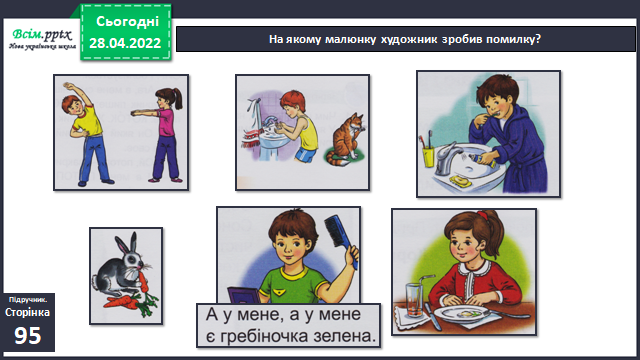 Всім.pptx
Нова українська школа
Сьогодні
28.04.2022
На якому малюнку художник зробив помилку?
А у мене, а у мене
є гребіночка зелена.
Підручник.
Сторінка
95